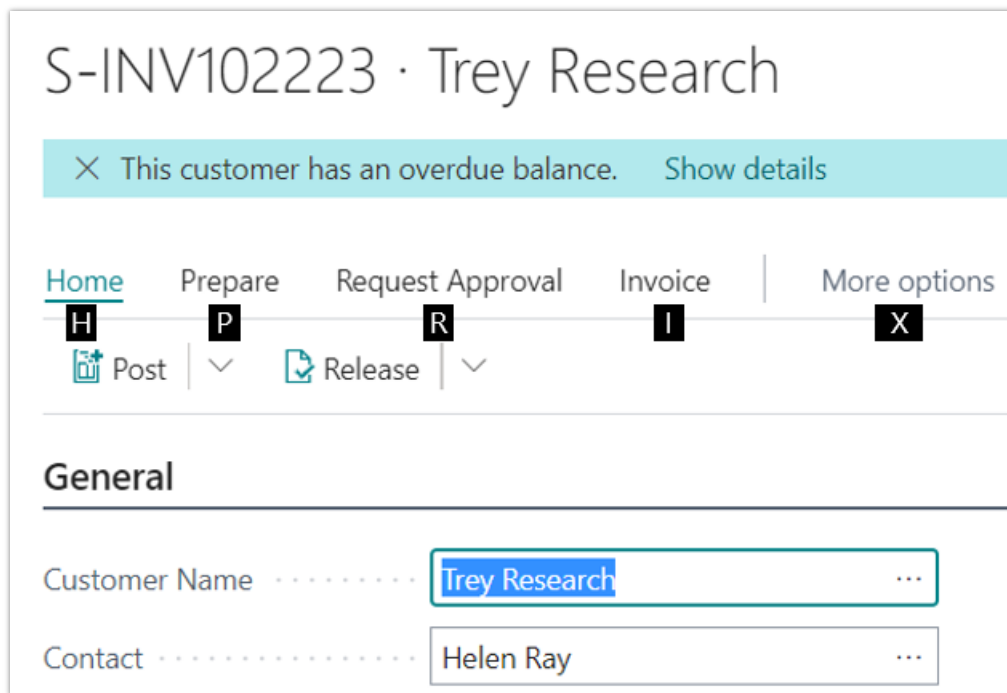 S-INV102223 · Trey Research
This customer has an overdue balance. Show details
Home Prepare Request Approval Invoice More options
H P R I X
Post Release
General
Customer Name Trey Research ...
Contact Helen Ray ...